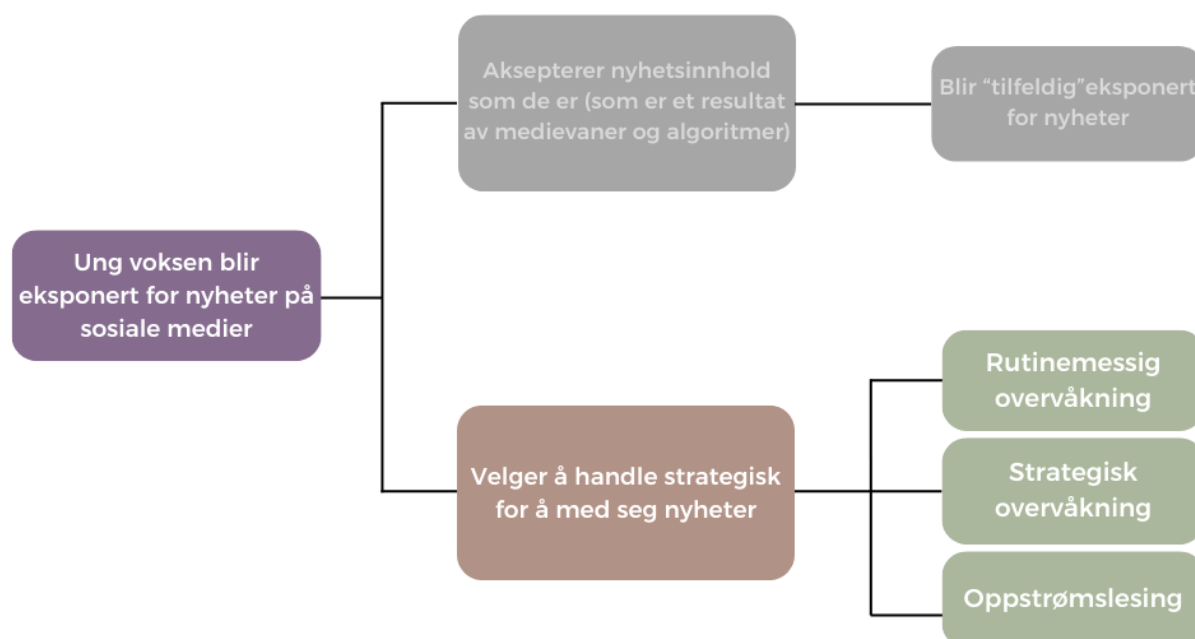 Aksepterer nyhetsinnhold
som de er (som er et resultat
av medievaner og algoritmer)
Blir “tilfeldig”eksponert
for nyheter
Ung voksen blir
eksponert for nyheter på
sosiale medier
Velger å handle strategisk
for å med seg nyheter
Rutinemessig
overvåkning
Strategisk
overvåkning
Oppstrømslesing